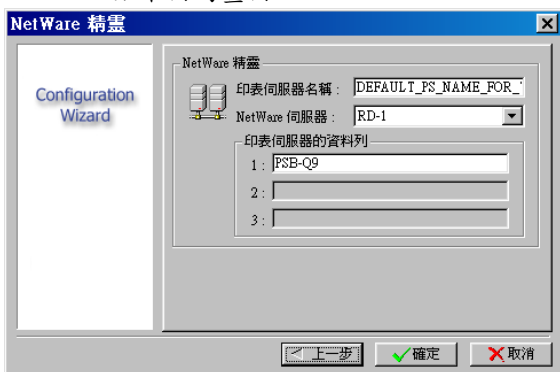 NetWare 精靈
Configuration
Wizard
NetWare 精靈
印表伺服器名稱：
DEFAULT_PS_NAME_FOR_
NetWare 伺服器：
RD-1
印表伺服器的資料列
1：
PSB-Q9
2：
3：
< 上一步
確定
取消